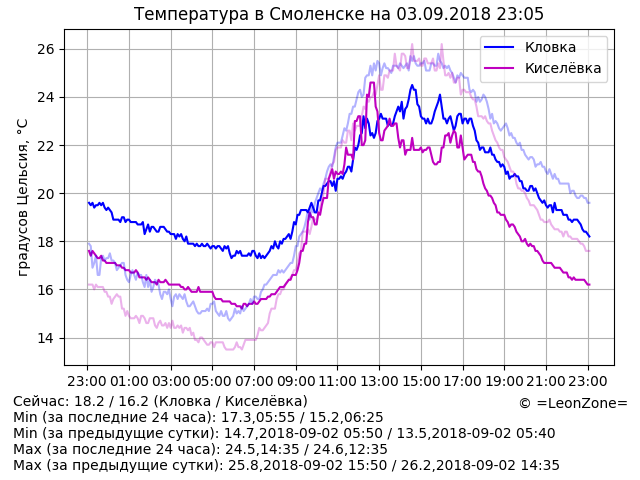 Температура в Смоленске на 03.09.2018 23:05
градусов Цельсия, °C
26
24
22
20
18
16
14
Кловка
Киселёвка
23:00 01:00 03:00 05:00 07:00 09:00 11:00 13:00 15:00 17:00 19:00 21:00 23:00
Сейчас: 18.2 / 16.2 (Кловка / Киселёвка)
© =LeonZone=
Min (за последние 24 часа): 17.3,05:55 / 15.2,06:25
Min (за предыдущие сутки): 14.7,2018-09-02 05:50 / 13.5,2018-09-02 05:40
Max (за последние 24 часа): 24.5,14:35 / 24.6,12:35
Max (за предыдущие сутки): 25.8,2018-09-02 15:50 / 26.2,2018-09-02 14:35